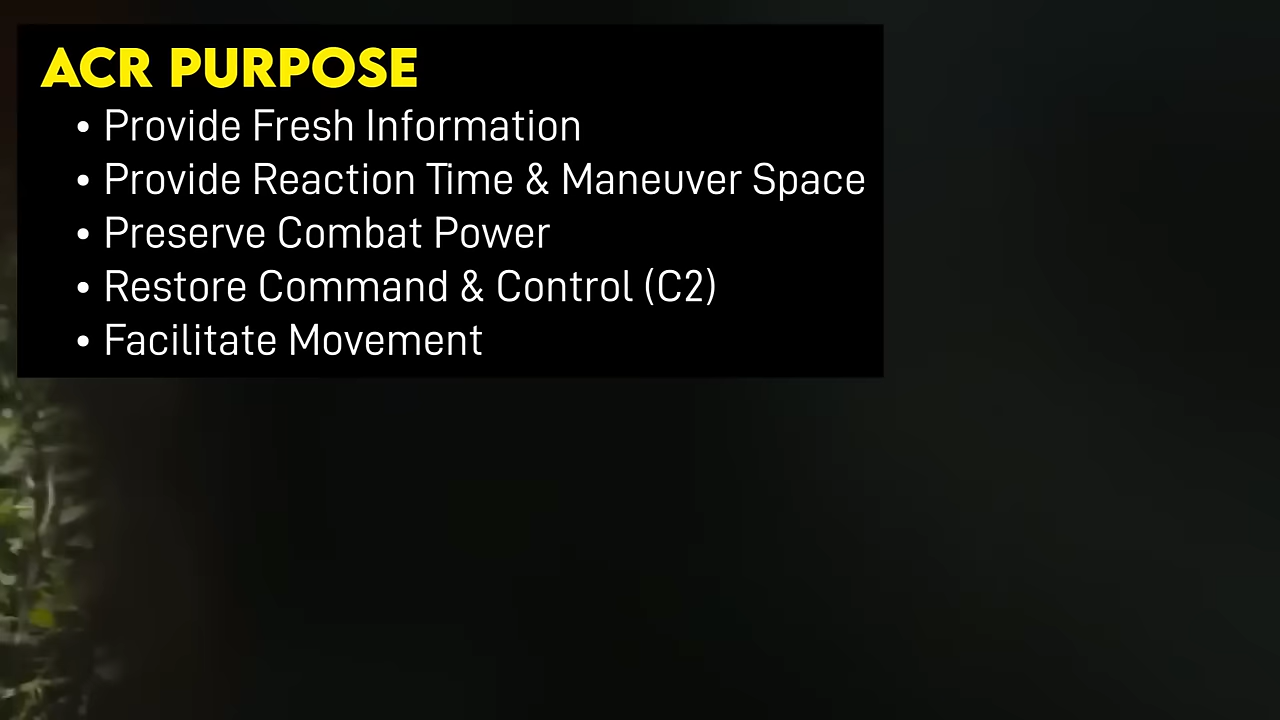 ACR PURPOSE
• Provide Fresh Information
• Provide Reaction Time & Maneuver Space
• Preserve Combat Power
• Restore Command & Control (C2)
• Facilitate Movement